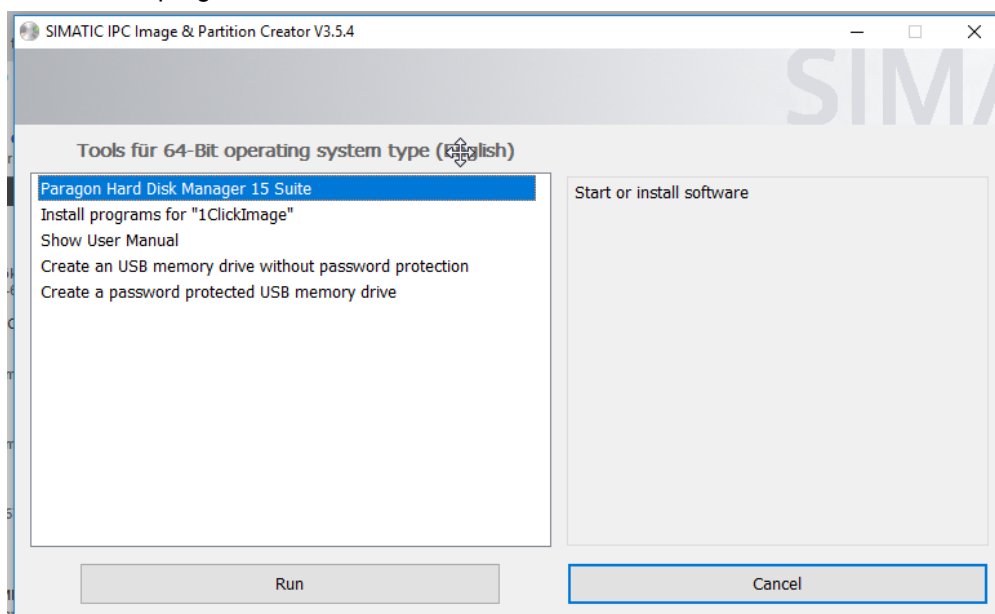 SIMATIC IPC Image & Partition Creator V3.5.4
SIMA
Tools für 64-Bit operating system type (English)
Paragon Hard Disk Manager 15 Suite
Install programs for "1ClickImage"
Show User Manual
Create an USB memory drive without password protection
Create a password protected USB memory drive
Start or install software
Run
Cancel